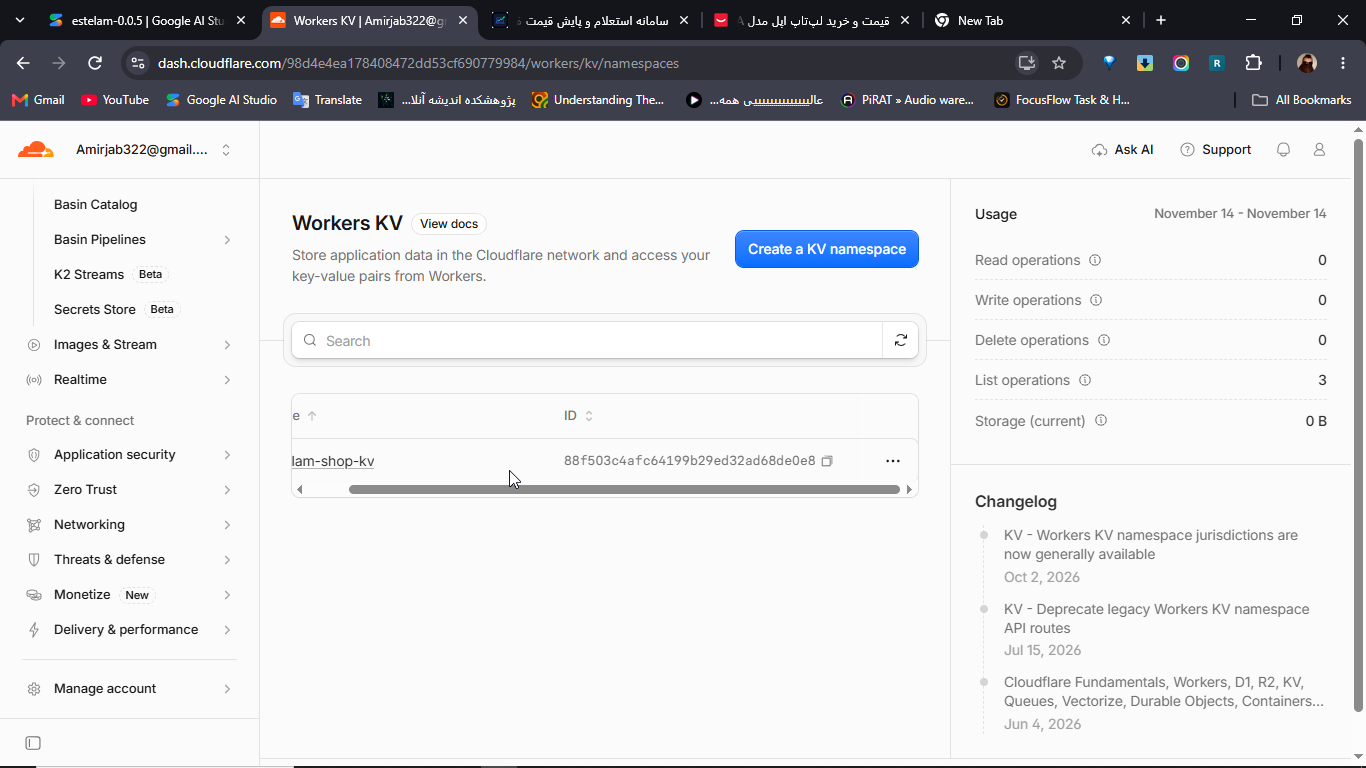 estelam-0.0.5 | Google AI Stu
Workers KV | Amirjab322@g
سامانه استعلام و پایش قیمت
قیمت و خرید لپ‌تاپ اپل مدل A
New Tab
dash.cloudflare.com/98d4e4ea178408472dd53cf690779984/workers/kv/namespaces
R
Gmail
YouTube
Google AI Studio
Translate
پژوهشکده اندیشه آنلا...
Understanding The...
عالیسسسسسسی همه...
PiRAT » Audio ware...
FocusFlow Task & H...
All Bookmarks
Amirjab322@gmail....
Ask AI
Support
Basin Catalog
Basin Pipelines
K2 Streams Beta
Secrets Store Beta
Images & Stream
Realtime
Protect & connect
Application security
Zero Trust
Networking
Threats & defense
Monetize New
Delivery & performance
Manage account
Workers KV View docs
Store application data in the Cloudflare network and access your
key-value pairs from Workers.
Create a KV namespace
Search
e ID
lam-shop-kv 88f503c4afc64199b29ed32ad68de0e8
Usage November 14 - November 14
Read operations 0
Write operations 0
Delete operations 0
List operations 3
Storage (current) 0 B
Changelog
KV - Workers KV namespace jurisdictions are
now generally available
Oct 2, 2026
KV - Deprecate legacy Workers KV namespace
API routes
Jul 15, 2026
Cloudflare Fundamentals, Workers, D1, R2, KV,
Queues, Vectorize, Durable Objects, Containers...
Jun 4, 2026